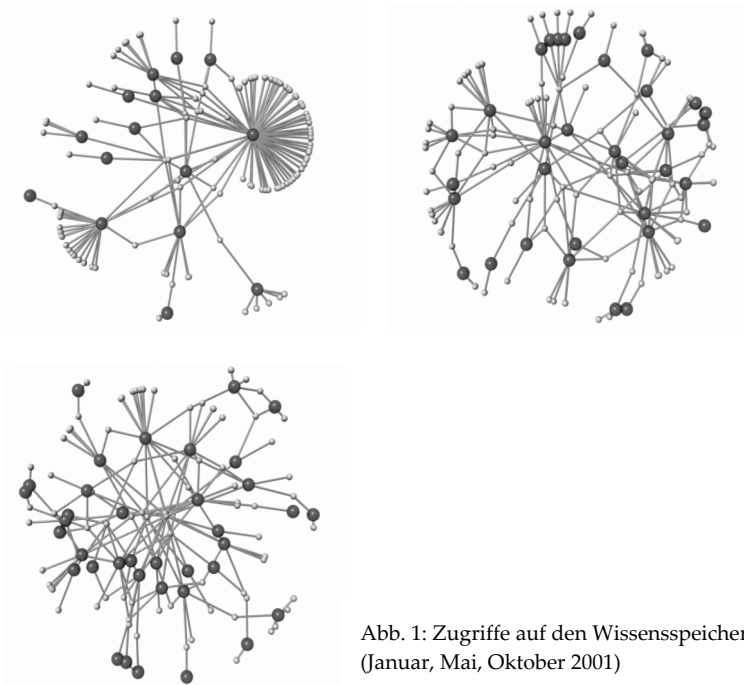 Abb. 1: Zugriffe auf den Wissensspeicher
(Januar, Mai, Oktober 2001)